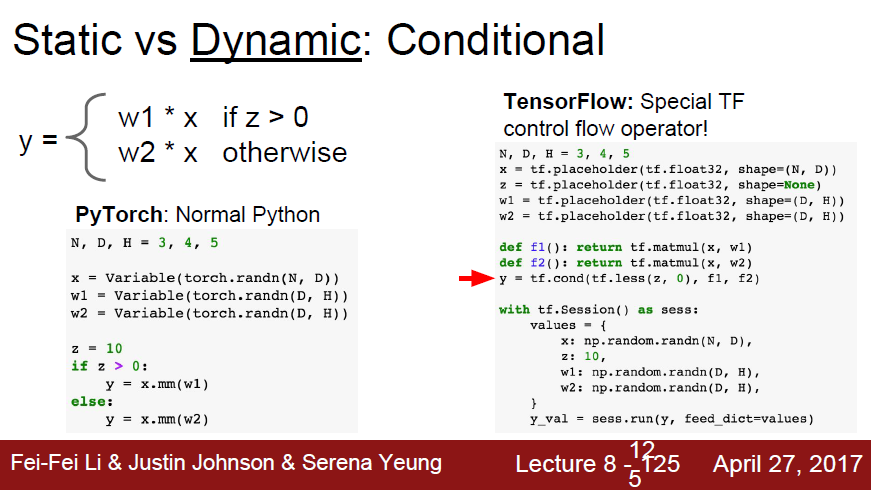 Static vs Dynamic: Conditional
y =
w1 * x if z > 0
w2 * x otherwise
PyTorch: Normal Python
N, D, H = 3, 4, 5
x = Variable(torch.randn(N, D))
w1 = Variable(torch.randn(D, H))
w2 = Variable(torch.randn(D, H))
z = 10
if z > 0:
    y = x.mm(w1)
else:
    y = x.mm(w2)
TensorFlow: Special TF
control flow operator!
N, D, H = 3, 4, 5
x = tf.placeholder(tf.float32, shape=(N, D))
z = tf.placeholder(tf.float32, shape=None)
w1 = tf.placeholder(tf.float32, shape=(D, H))
w2 = tf.placeholder(tf.float32, shape=(D, H))
def f1(): return tf.matmul(x, w1)
def f2(): return tf.matmul(x, w2)
y = tf.cond(tf.less(z, 0), f1, f2)
with tf.Session() as sess:
    values = {
        x: np.random.randn(N, D),
        z: 10,
        w1: np.random.randn(D, H),
        w2: np.random.randn(D, H),
    }
    y_val = sess.run(y, feed_dict=values)
Fei-Fei Li & Justin Johnson & Serena Yeung
Lecture 8 - 125
12
5
April 27, 2017